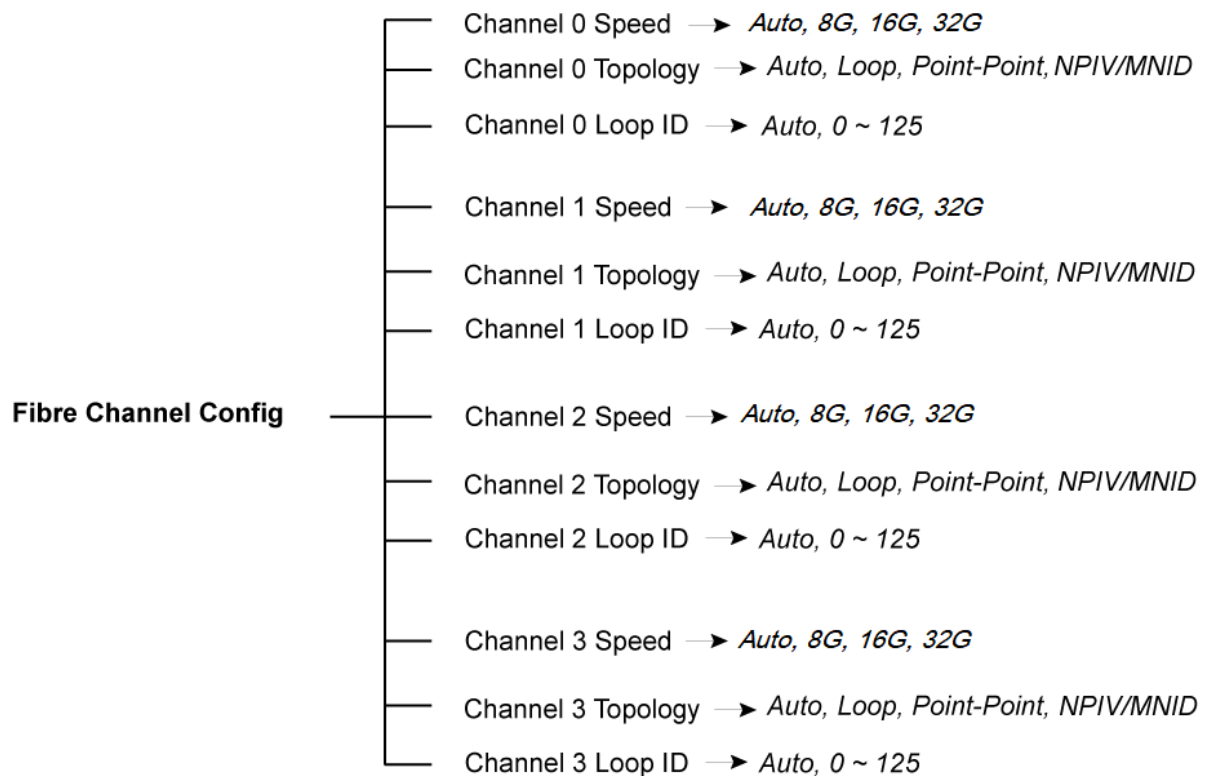 Channel 0 Speed Auto, 8G, 16G, 32G
Channel 0 Topology Auto, Loop, Point-Point, NPIV/MNID
Channel 0 Loop ID Auto, 0 ~ 125
Channel 1 Speed Auto, 8G, 16G, 32G
Channel 1 Topology Auto, Loop, Point-Point, NPIV/MNID
Channel 1 Loop ID Auto, 0 ~ 125
Fibre Channel Config Channel 2 Speed Auto, 8G, 16G, 32G
Channel 2 Topology Auto, Loop, Point-Point, NPIV/MNID
Channel 2 Loop ID Auto, 0 ~ 125
Channel 3 Speed Auto, 8G, 16G, 32G
Channel 3 Topology Auto, Loop, Point-Point, NPIV/MNID
Channel 3 Loop ID Auto, 0 ~ 125